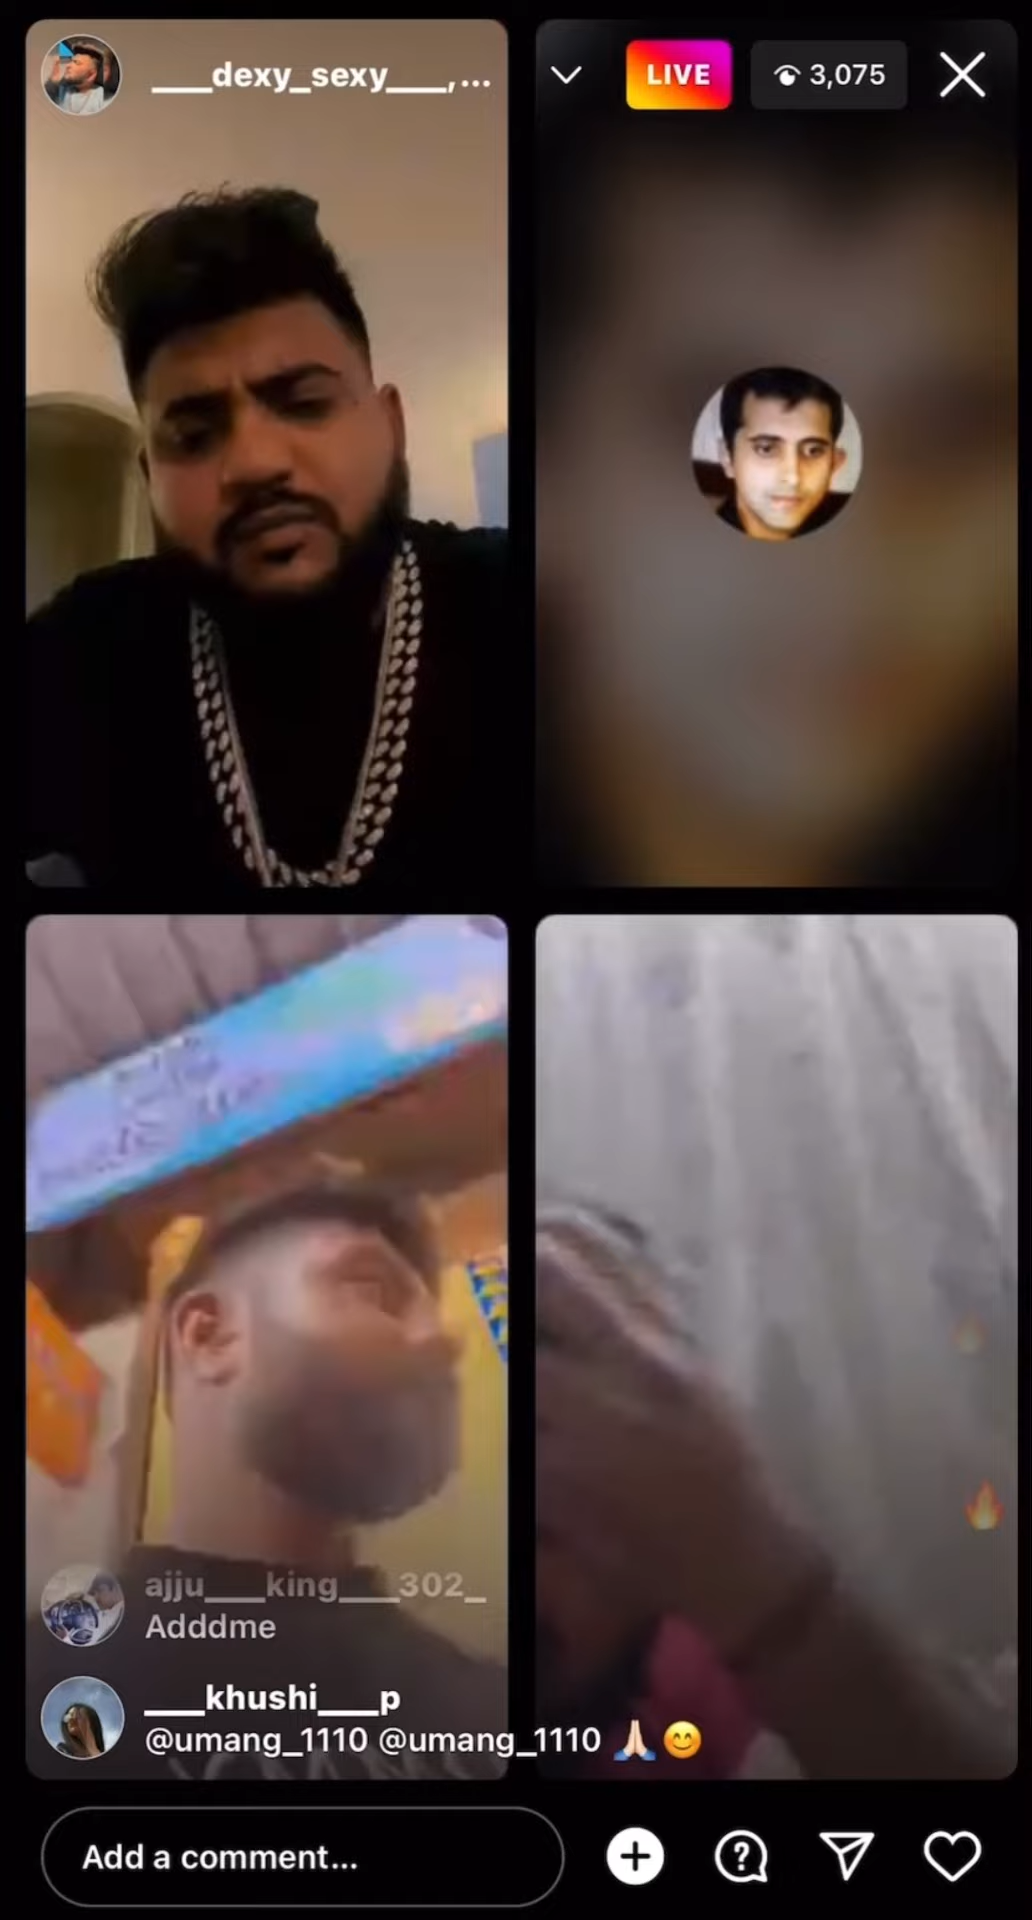 ___dexy_sexy___,...
LIVE
3,075
ajju___king___302_
Adddme
___khushi___p
@umang_1110 @umang_1110 🙏🏻😊
Add a comment...